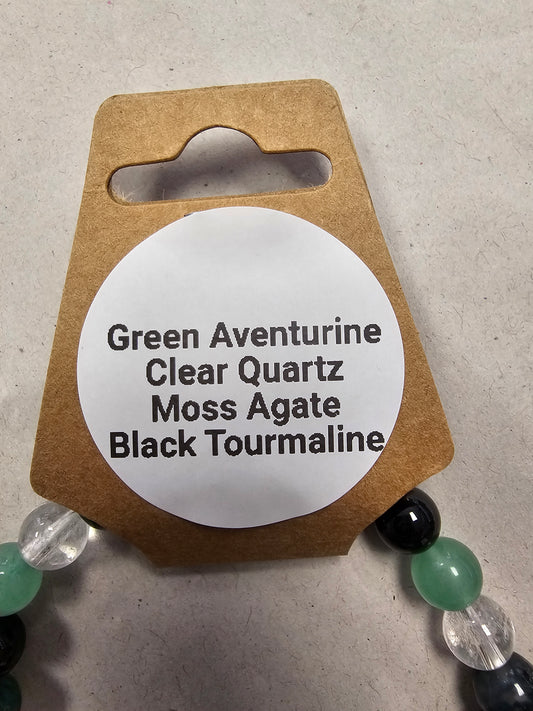 Green Aventurine
Clear Quartz
Moss Agate
Black Tourmaline